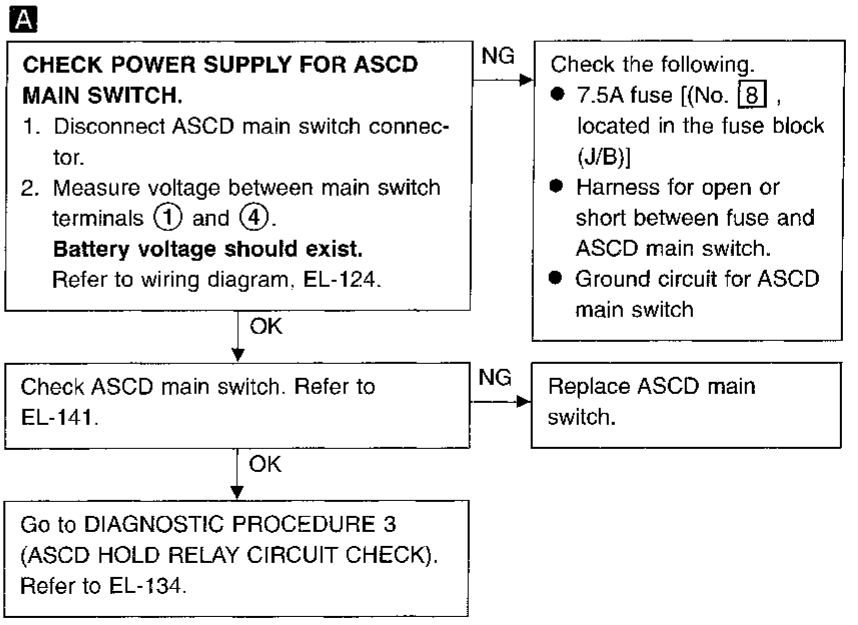 A
CHECK POWER SUPPLY FOR ASCD
MAIN SWITCH.
1. Disconnect ASCD main switch connec-
tor.
2. Measure voltage between main switch
terminals ① and ④.
Battery voltage should exist.
Refer to wiring diagram, EL-124.
NG
Check the following.
● 7.5A fuse [(No. 8 ,
located in the fuse block
(J/B)]
● Harness for open or
short between fuse and
ASCD main switch.
● Ground circuit for ASCD
main switch
OK
Check ASCD main switch. Refer to
EL-141.
NG
Replace ASCD main
switch.
OK
Go to DIAGNOSTIC PROCEDURE 3
(ASCD HOLD RELAY CIRCUIT CHECK).
Refer to EL-134.